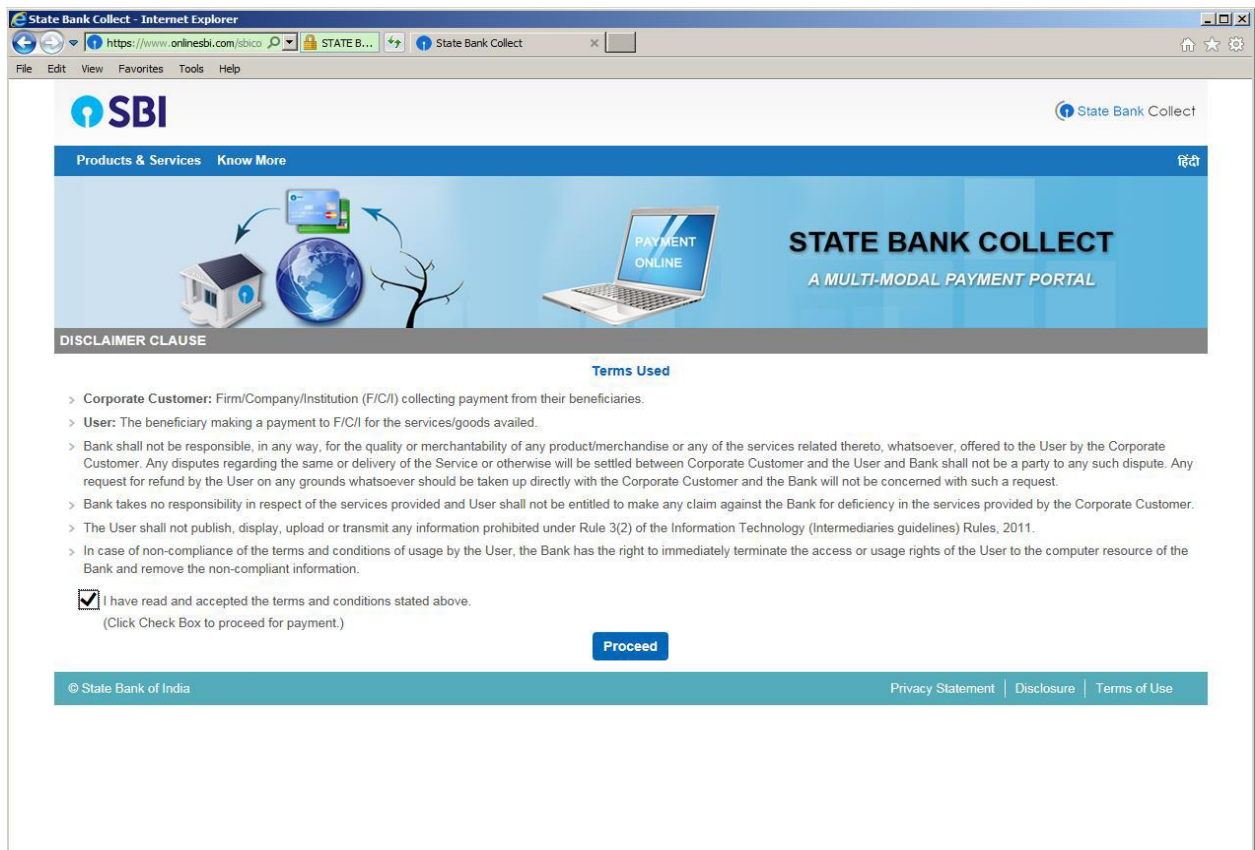 State Bank Collect - Internet Explorer
https://www.onlinesbi.com/sbico STATE B... State Bank Collect
File Edit View Favorites Tools Help
SBI
State Bank Collect
Products & Services Know More हिंदी
PAYMENT
ONLINE
STATE BANK COLLECT
A MULTI-MODAL PAYMENT PORTAL
DISCLAIMER CLAUSE
Terms Used
> Corporate Customer: Firm/Company/Institution (F/C/I) collecting payment from their beneficiaries.
> User: The beneficiary making a payment to F/C/I for the services/goods availed.
> Bank shall not be responsible, in any way, for the quality or merchantability of any product/merchandise or any of the services related thereto, whatsoever, offered to the User by the Corporate
Customer. Any disputes regarding the same or delivery of the Service or otherwise will be settled between Corporate Customer and the User and Bank shall not be a party to any such dispute. Any
request for refund by the User on any grounds whatsoever should be taken up directly with the Corporate Customer and the Bank will not be concerned with such a request.
> Bank takes no responsibility in respect of the services provided and User shall not be entitled to make any claim against the Bank for deficiency in the services provided by the Corporate Customer.
> The User shall not publish, display, upload or transmit any information prohibited under Rule 3(2) of the Information Technology (Intermediaries guidelines) Rules, 2011.
> In case of non-compliance of the terms and conditions of usage by the User, the Bank has the right to immediately terminate the access or usage rights of the User to the computer resource of the
Bank and remove the non-compliant information.
I have read and accepted the terms and conditions stated above.
(Click Check Box to proceed for payment.)
Proceed
© State Bank of India Privacy Statement | Disclosure | Terms of Use